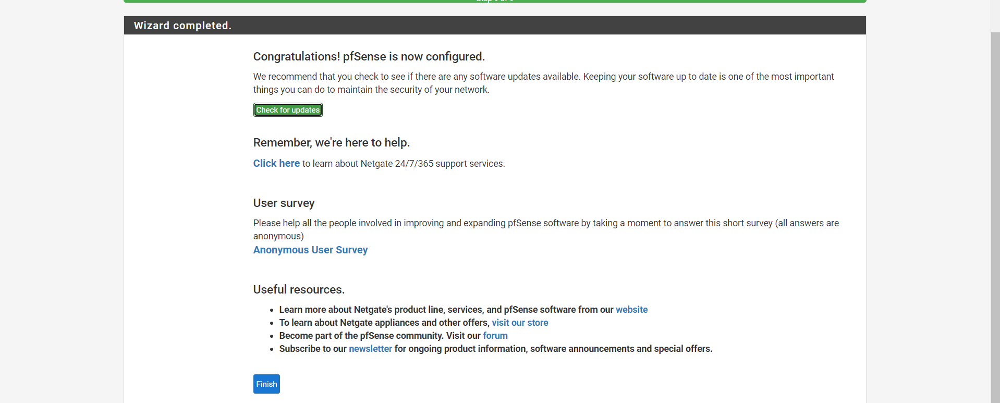 Wizard completed.
Congratulations! pfSense is now configured.
We recommend that you check to see if there are any software updates available. Keeping your software up to date is one of the most important
things you can do to maintain the security of your network.
Check for updates
Remember, we're here to help.
Click here to learn about Netgate 24/7/365 support services.
User survey
Please help all the people involved in improving and expanding pfSense software by taking a moment to answer this short survey (all answers are
anonymous)
Anonymous User Survey
Useful resources.
• Learn more about Netgate's product line, services, and pfSense software from our website
• To learn about Netgate appliances and other offers, visit our store
• Become part of the pfSense community. Visit our forum
• Subscribe to our newsletter for ongoing product information, software announcements and special offers.
Finish